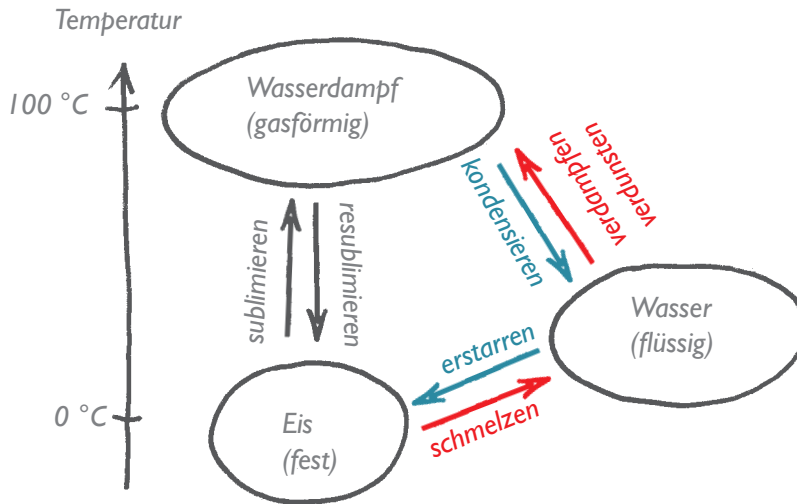 Temperatur
100 °C
Wasserdampf
(gasförmig)
verdunsten
verdampfen
kondensieren
sublimieren
resublimieren
Wasser
(flüssig)
erstarren
schmelzen
0 °C
Eis
(fest)